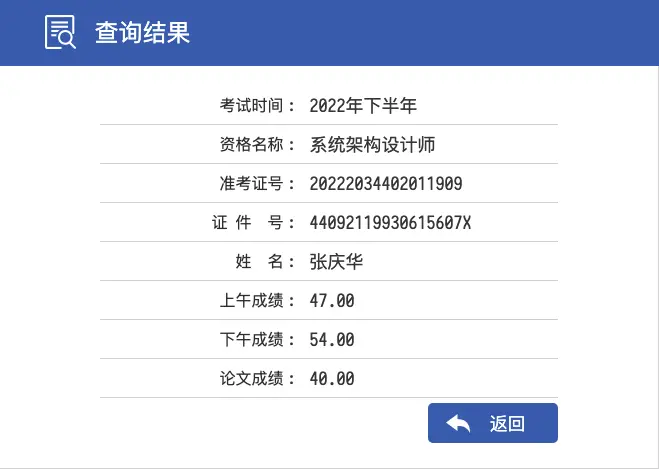 查询结果
考试时间： 2022年下半年
资格名称： 系统架构设计师
准考证号： 20222034402011909
证 件 号： 44092119930615607X
姓 名： 张庆华
上午成绩： 47.00
下午成绩： 54.00
论文成绩： 40.00
返回